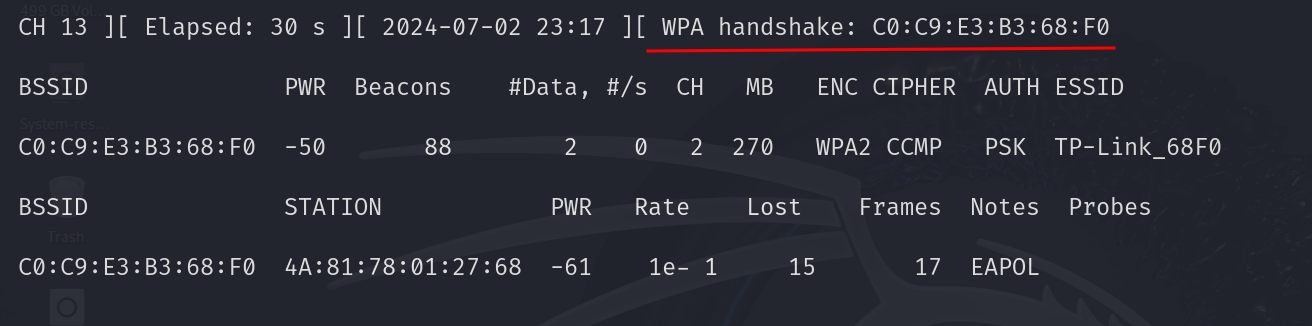 499 GB Vol...
CH 13 ][ Elapsed: 30 s ][ 2024-07-02 23:17 ][ WPA handshake: C0:C9:E3:B3:68:F0
BSSID PWR Beacons #Data, #/s CH MB ENC CIPHER AUTH ESSID
System-res...
C0:C9:E3:B3:68:F0 -50 88 2 0 2 270 WPA2 CCMP PSK TP-Link_68F0
BSSID STATION PWR Rate Lost Frames Notes Probes
Trash
C0:C9:E3:B3:68:F0 4A:81:78:01:27:68 -61 1e- 1 15 17 EAPOL